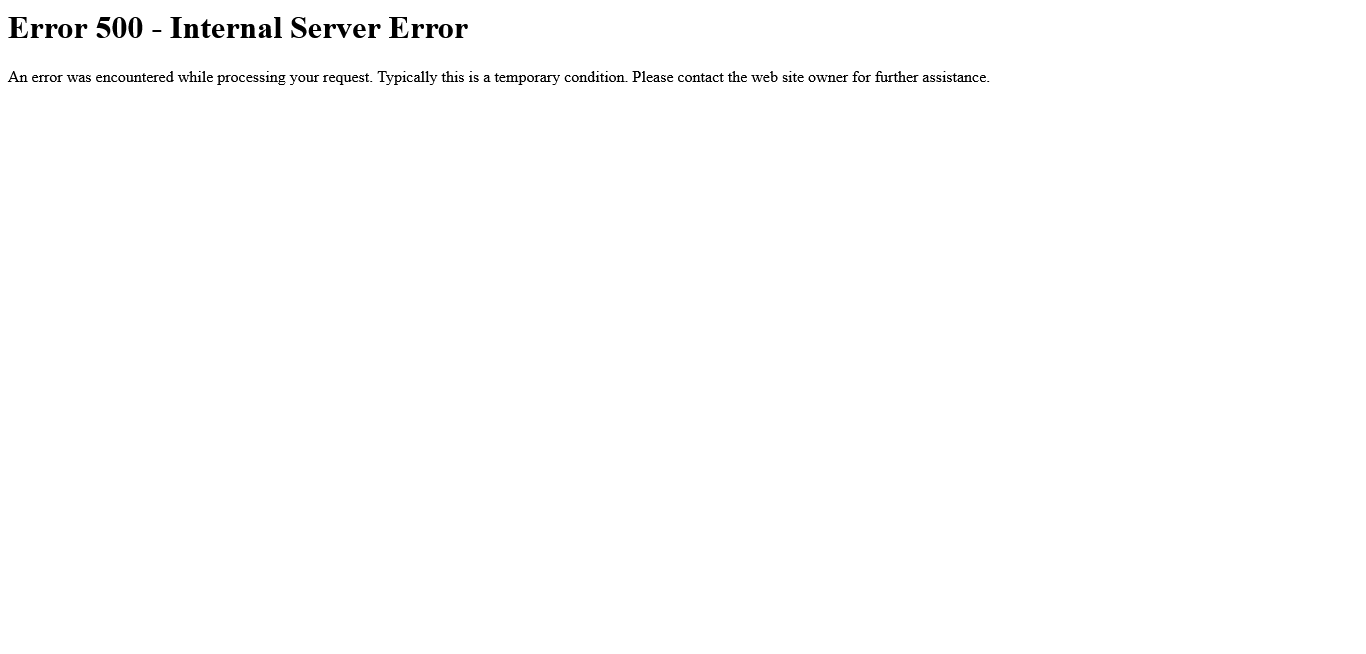 Error 500 - Internal Server Error
An error was encountered while processing your request. Typically this is a temporary condition. Please contact the web site owner for further assistance.